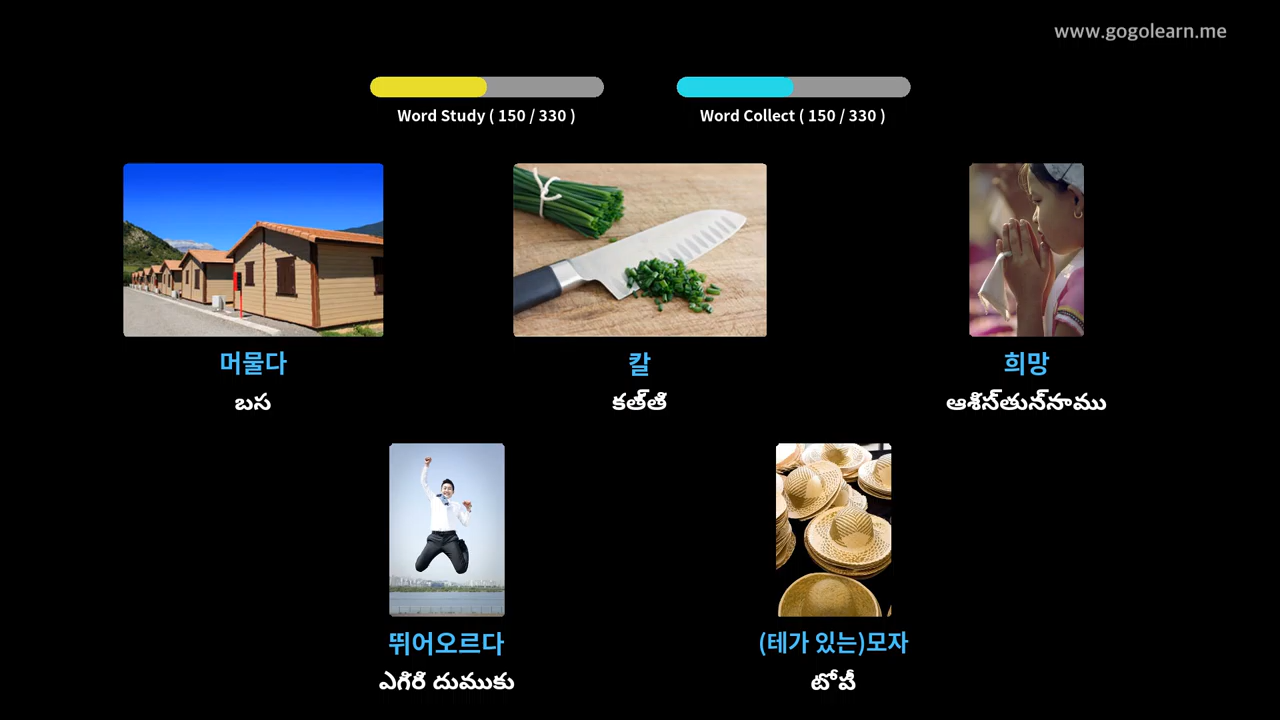 www.gogolearn.me
Word Study ( 150 / 330 )
Word Collect ( 150 / 330 )
머물다
칼
희망
బస
కత్తి
ఆశిస్తున్నాము
뛰어오르다
(테가 있는)모자
ఎగిరి దుముకు
టోపీ